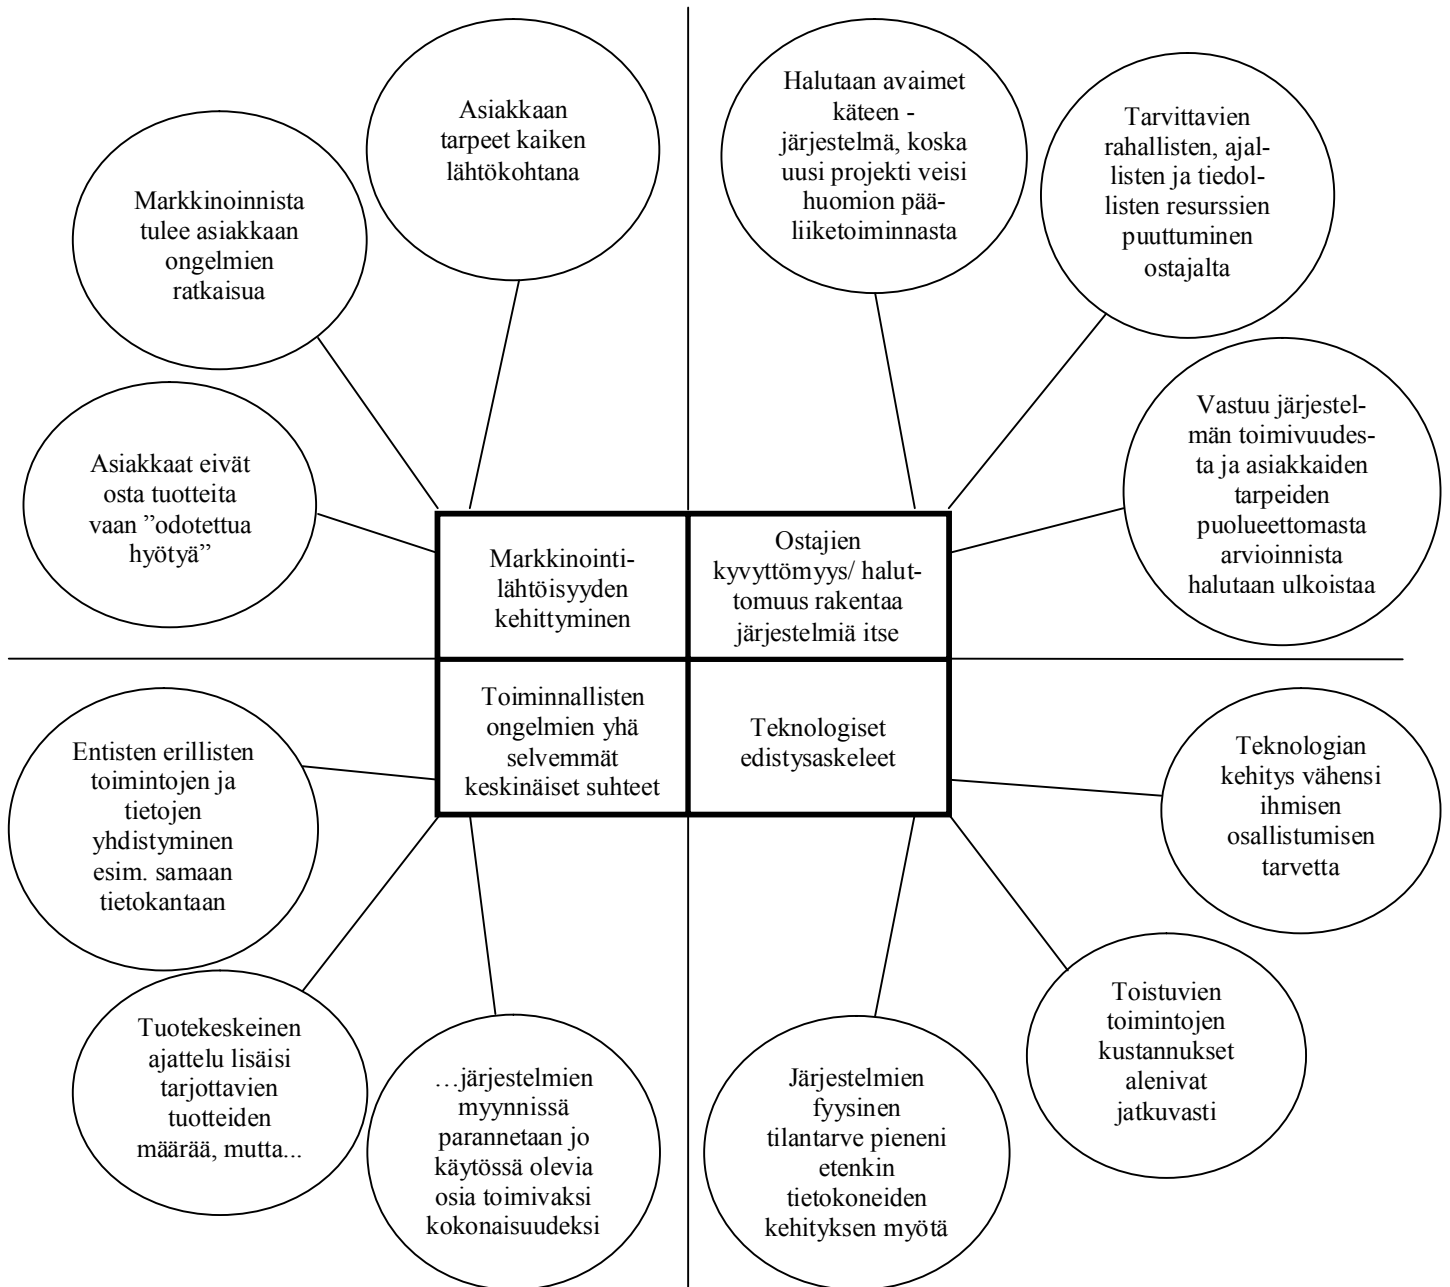 Asiakkaan
tarpeet kaiken
lähtökohtana
Markkinoinnista
tulee asiakkaan
ongelmien
ratkaisua
Asiakkaat eivät
osta tuotteita
vaan ”odotettua
hyötyä”
Halutaan avaimet
käteen -
järjestelmä, koska
uusi projekti veisi
huomion pää-
liiketoiminnasta
Tarvittavien
rahallisten, ajal-
listen ja tiedol-
listen resurssien
puuttuminen
ostajalta
Vastuu järjestel-
män toimivuudes-
ta ja asiakkaiden
tarpeiden
puolueettomasta
arvioinnista
halutaan ulkoistaa
Markkinointi-
lähtöisyyden
kehittyminen
Ostajien
kyvyttömyys/ halut-
tomuus rakentaa
järjestelmiä itse
Toiminnallisten
ongelmien yhä
selvemmät
keskinäiset suhteet
Teknologiset
edistysaskeleet
Entisten erillisten
toimintojen ja
tietojen
yhdistyminen
esim. samaan
tietokantaan
Tuotekeskeinen
ajattelu lisäisi
tarjottavien
tuotteiden
määrää, mutta...
…järjestelmien
myynnissä
parannetaan jo
käytössä olevia
osia toimivaksi
kokonaisuudeksi
Järjestelmien
fyysinen
tilantarve pieneni
etenkin
tietokoneiden
kehityksen myötä
Toistuvien
toimintojen
kustannukset
alenivat
jatkuvasti
Teknologian
kehitys vähensi
ihmisen
osallistumisen
tarvetta